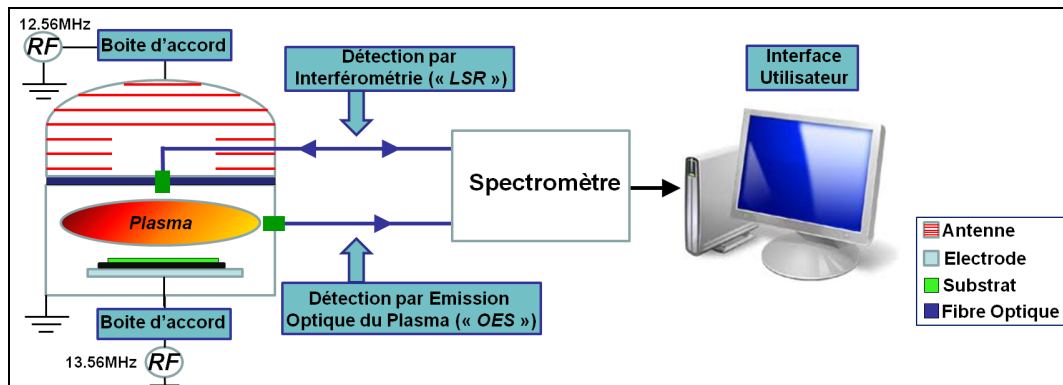 12.56MHz
RF
Boite d'accord
Détection par
Interférométrie (« LSR »)
Interface
Utilisateur
Spectromètre
Plasma
Antenne
Electrode
Substrat
Fibre Optique
Détection par Emission
Optique du Plasma (« OES »)
Boite d'accord
13.56MHz
RF